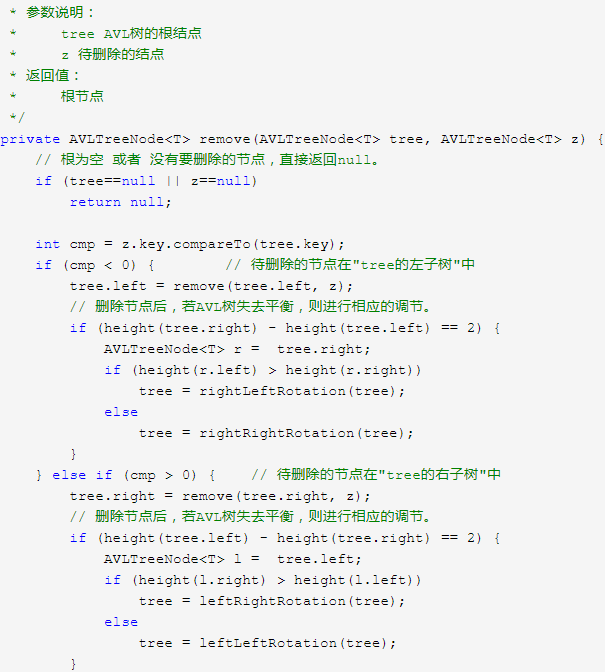 * 参数说明：
 *     tree AVL树的根结点
 *     z 待删除的结点
 * 返回值：
 *     根节点
 */
private AVLTreeNode<T> remove(AVLTreeNode<T> tree, AVLTreeNode<T> z) {
    // 根为空 或者 没有要删除的节点，直接返回null。
    if (tree==null || z==null)
        return null;

    int cmp = z.key.compareTo(tree.key);
    if (cmp < 0) {        // 待删除的节点在"tree的左子树"中
        tree.left = remove(tree.left, z);
        // 删除节点后，若AVL树失去平衡，则进行相应的调节。
        if (height(tree.right) - height(tree.left) == 2) {
            AVLTreeNode<T> r =  tree.right;
            if (height(r.left) > height(r.right))
                tree = rightLeftRotation(tree);
            else
                tree = rightRightRotation(tree);
        }
    } else if (cmp > 0) {    // 待删除的节点在"tree的右子树"中
        tree.right = remove(tree.right, z);
        // 删除节点后，若AVL树失去平衡，则进行相应的调节。
        if (height(tree.left) - height(tree.right) == 2) {
            AVLTreeNode<T> l =  tree.left;
            if (height(l.right) > height(l.left))
                tree = leftRightRotation(tree);
            else
                tree = leftLeftRotation(tree);
        }